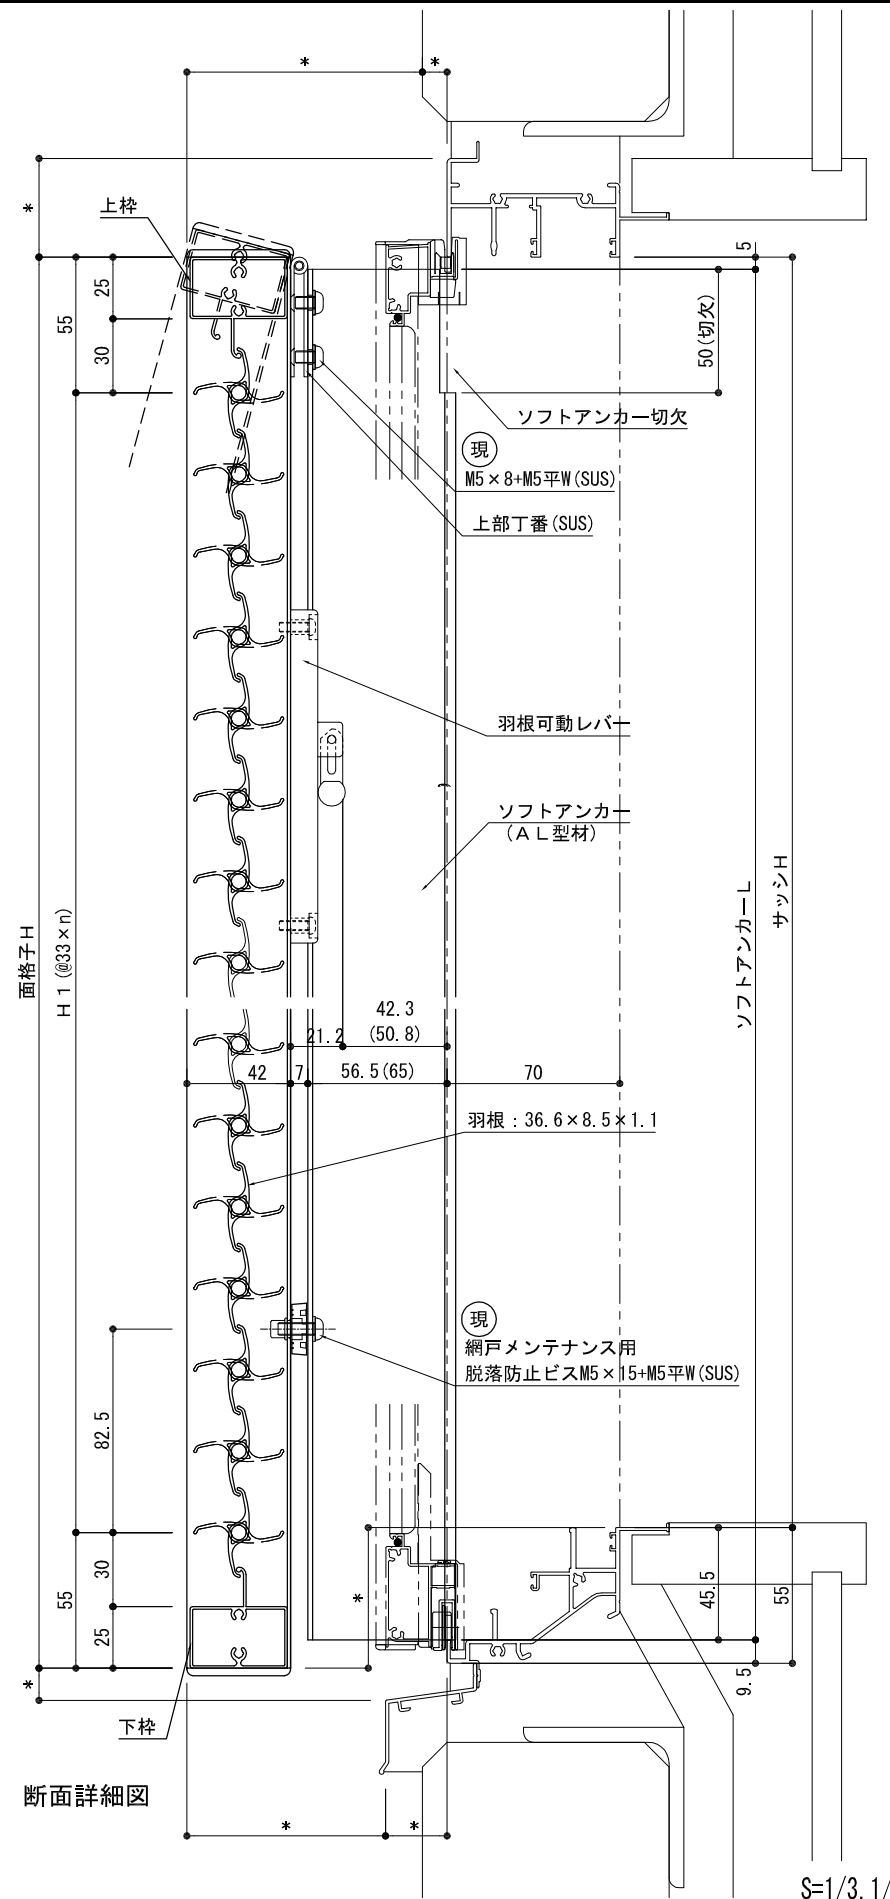 *
*
*
上枠
55
25
30
5
50(切欠)
ソフトアンカー切欠
現
M5×8+M5平W(SUS)
上部丁番(SUS)
羽根可動レバー
ソフトアンカー
(AL型材)
サッシH
ソフトアンカーL
面格子H
H1(@33×n)
42.3
21.2
(50.8)
42
7
56.5(65)
70
羽根：36.6×8.5×1.1
現
網戸メンテナンス用
脱落防止ビスM5×15+M5平W(SUS)
82.5
55
30
25
*
45.5
55
9.5
*
下枠
断面詳細図
*
*
S=1/3.1/